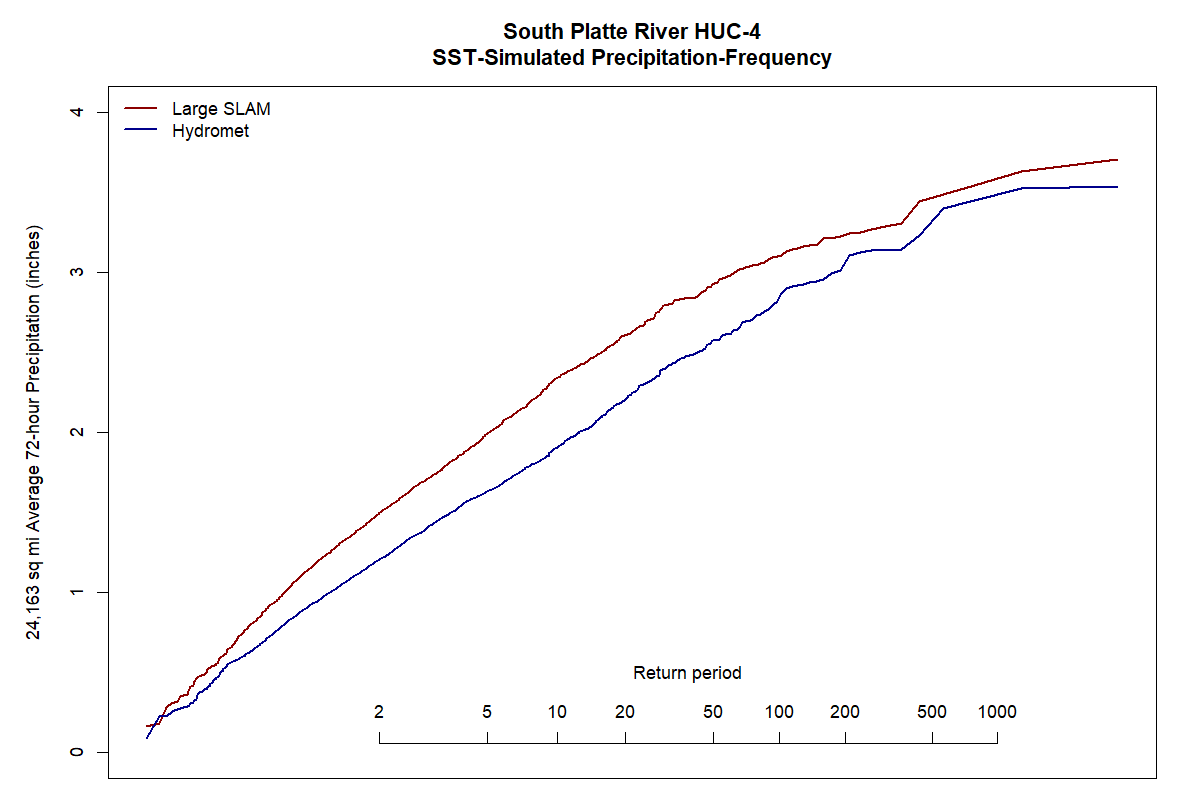 South Platte River HUC-4
SST-Simulated Precipitation-Frequency
Large SLAM
Hydromet
24,163 sq mi Average 72-hour Precipitation (inches)
4
3
2
1
0
Return period
2 5 10 20 50 100 200 500 1000